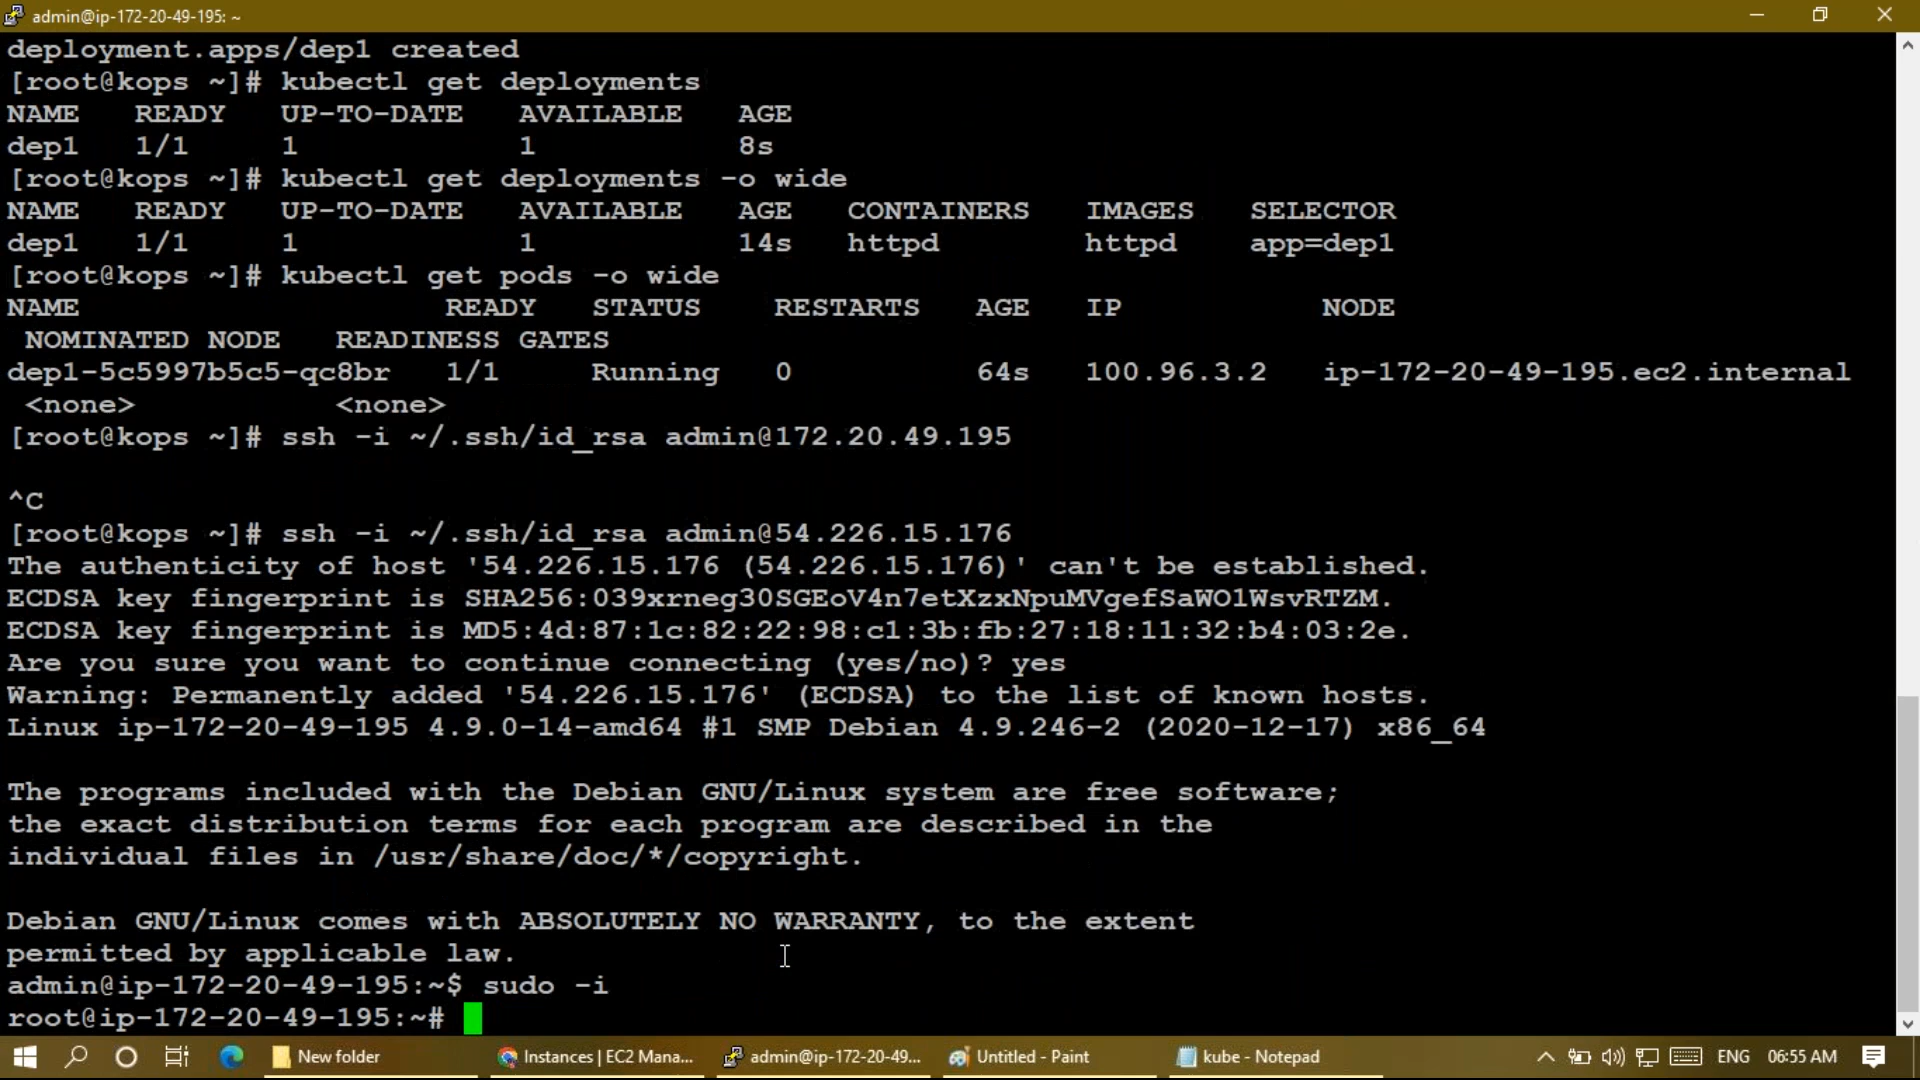 admin@ip-172-20-49-195: ~
deployment.apps/dep1 created
[root@kops ~]# kubectl get deployments
NAME   READY   UP-TO-DATE   AVAILABLE   AGE
dep1   1/1     1            1           8s
[root@kops ~]# kubectl get deployments -o wide
NAME   READY   UP-TO-DATE   AVAILABLE   AGE   CONTAINERS   IMAGES   SELECTOR
dep1   1/1     1            1           14s   httpd        httpd    app=dep1
[root@kops ~]# kubectl get pods -o wide
NAME                    READY   STATUS    RESTARTS   AGE   IP           NODE
 NOMINATED NODE   READINESS GATES
dep1-5c5997b5c5-qc8br   1/1     Running   0          64s   100.96.3.2   ip-172-20-49-195.ec2.internal
 <none>           <none>
[root@kops ~]# ssh -i ~/.ssh/id_rsa admin@172.20.49.195
^C
[root@kops ~]# ssh -i ~/.ssh/id_rsa admin@54.226.15.176
The authenticity of host '54.226.15.176 (54.226.15.176)' can't be established.
ECDSA key fingerprint is SHA256:039xrneg30SGEoV4n7etXzxNpuMVgefSaWO1WsvRTZM.
ECDSA key fingerprint is MD5:4d:87:1c:82:22:98:c1:3b:fb:27:18:11:32:b4:03:2e.
Are you sure you want to continue connecting (yes/no)? yes
Warning: Permanently added '54.226.15.176' (ECDSA) to the list of known hosts.
Linux ip-172-20-49-195 4.9.0-14-amd64 #1 SMP Debian 4.9.246-2 (2020-12-17) x86_64
The programs included with the Debian GNU/Linux system are free software;
the exact distribution terms for each program are described in the
individual files in /usr/share/doc/*/copyright.
Debian GNU/Linux comes with ABSOLUTELY NO WARRANTY, to the extent
permitted by applicable law.
admin@ip-172-20-49-195:~$ sudo -i
root@ip-172-20-49-195:~#
New folder   Instances | EC2 Mana...   admin@ip-172-20-49...   Untitled - Paint   kube - Notepad   ENG   06:55 AM